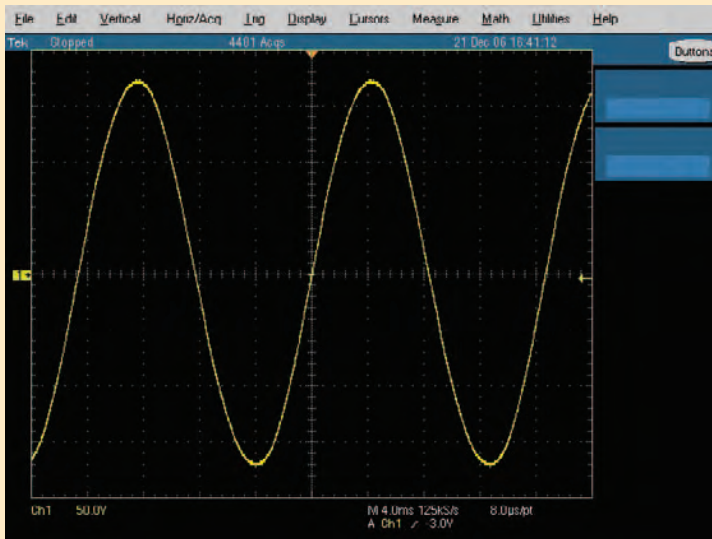 File Edit Vertical Horiz/Acq Trig Display Cursors Measure Math Utilities Help
Tek Stopped 4401 Acqs 21 Dec 06 16:41:12
Buttons
1
Ch1 50.0V M 4.0ms 125kS/s 8.0µs/pt
A Ch1 ∕ -3.0V